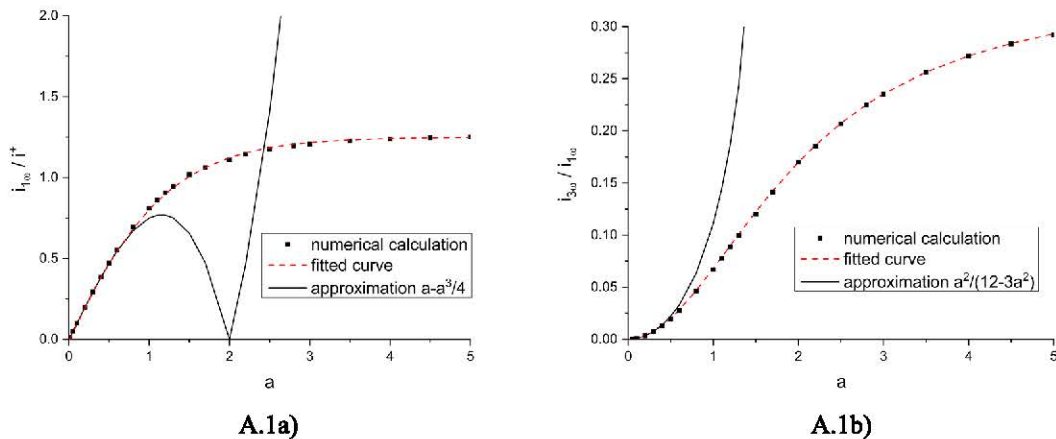 2.0
1.5
1.0
0.5
0.0
i1ω / i+
0 1 2 3 4 5
a
numerical calculation
fitted curve
approximation a-a³/4
A.1a)
0.30
0.25
0.20
0.15
0.10
0.05
0.00
i3ω / i1ω
0 1 2 3 4 5
a
numerical calculation
fitted curve
approximation a²/(12-3a²)
A.1b)